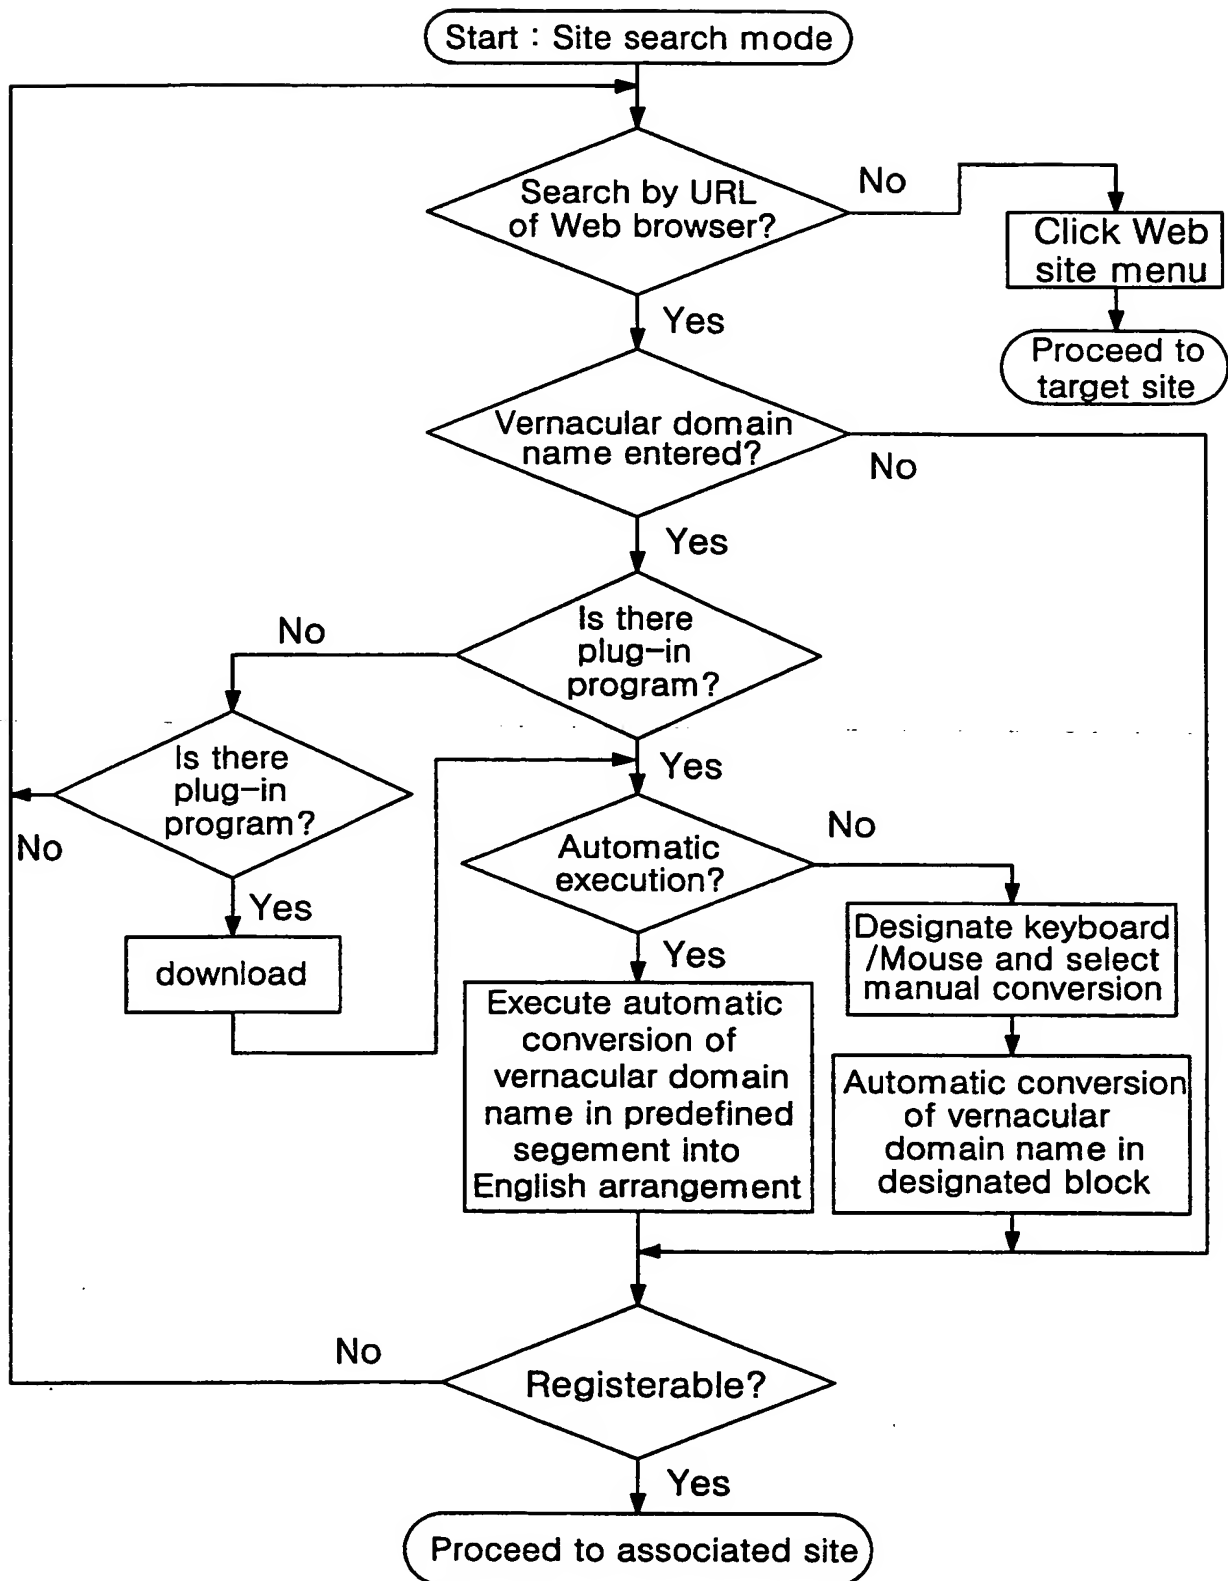 Start : Site search mode
Search by URL
of Web browser?
No
Click Web
site menu
Yes
Proceed to
target site
Vernacular domain
name entered?
No
Yes
Is there
plug-in
program?
No
Is there
plug-in
program?
Yes
No
Automatic
execution?
No
Yes
download
Designate keyboard
/Mouse and select
manual conversion
Yes
Execute automatic
conversion of
vernacular domain
name in predefined
segement into
English arrangement
Automatic conversion
of vernacular
domain name in
designated block
No
Registerable?
Yes
Proceed to associated site